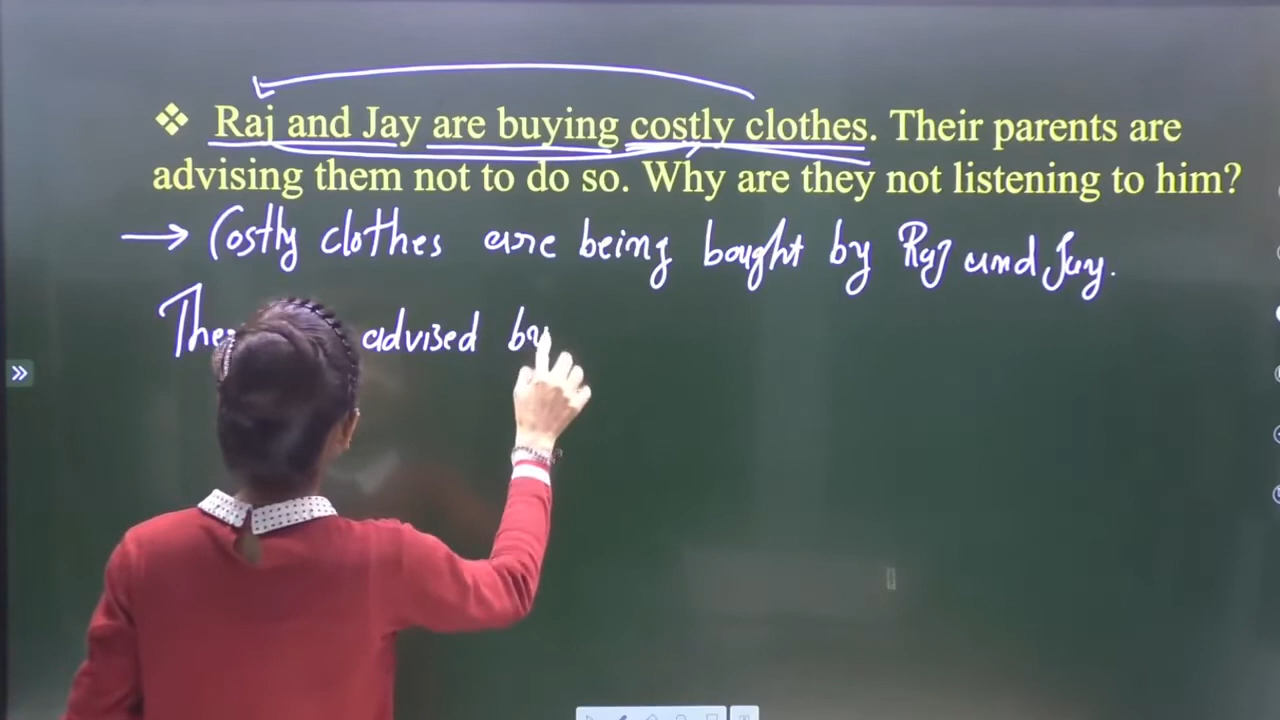 ❖ Raj and Jay are buying costly clothes. Their parents are
advising them not to do so. Why are they not listening to him?
→ Costly clothes are being bought by Raj and Jay.
advised by